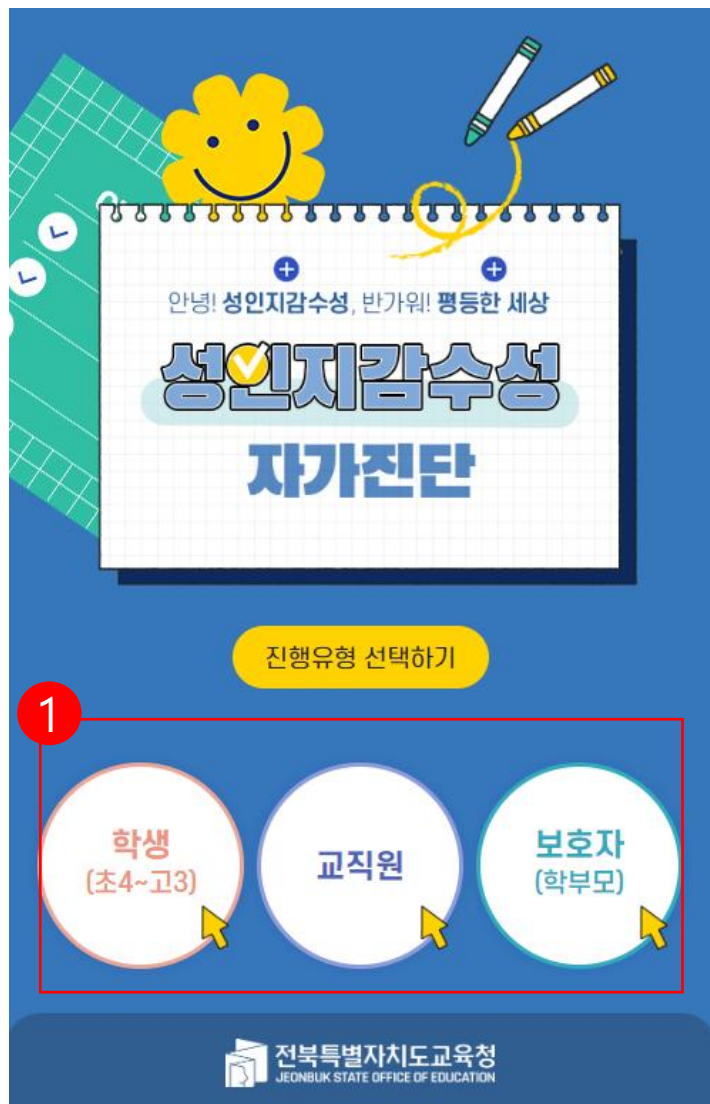 안녕! 성인지감수성, 반가워! 평등한 세상
성인지감수성
자가진단
진행유형 선택하기
1
학생
(초4~고3)
교직원
보호자
(학부모)
전북특별자치도교육청
JEONBUK STATE OFFICE OF EDUCATION